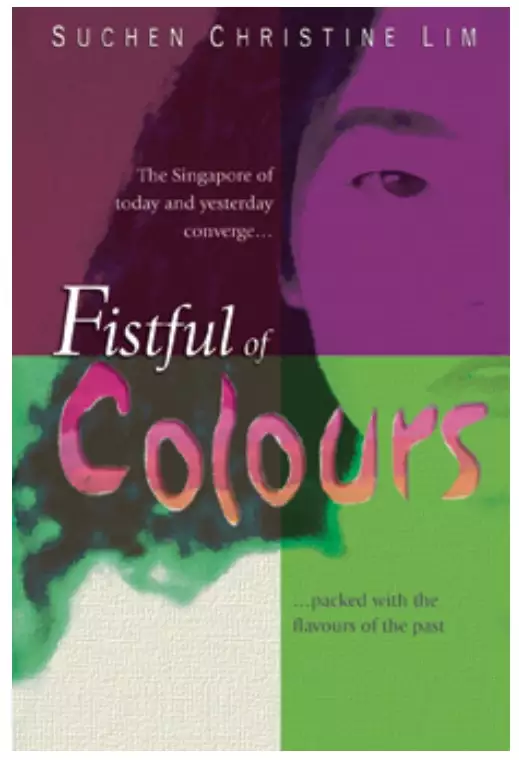 SUCHEN CHRISTINE LIM
The Singapore of
today and yesterday
converge...
Fistful of
Colours
...packed with the
flavours of the past